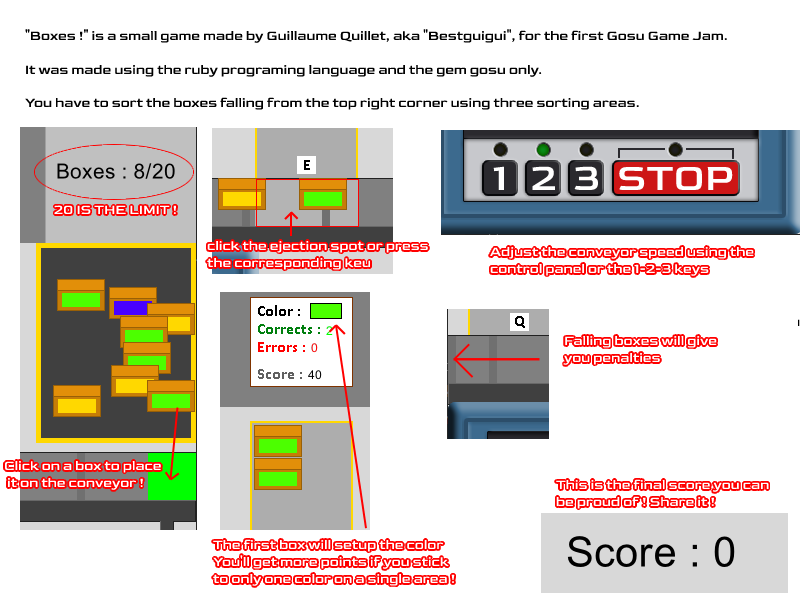 "Boxes !" is a small game made by Guillaume Quillet, aka "Bestguigui", for the first Gosu Game Jam.
It was made using the ruby programing language and the gem gosu only.
You have to sort the boxes falling from the top right corner using three sorting areas.
Boxes : 8/20
20 IS THE LIMIT !
Click on a box to place
it on the conveyor !
E
click the ejection spot or press
the corresponding key
Color :
Corrects : 2
Errors : 0
Score : 40
The first box will setup the color
You'll get more points if you stick
to only one color on a single area !
1 2 3 STOP
Adjust the conveyor speed using the
control panel or the 1-2-3 keys
Q
Falling boxes will give
you penalties
This is the final score you can
be proud of ! Share it !
Score : 0